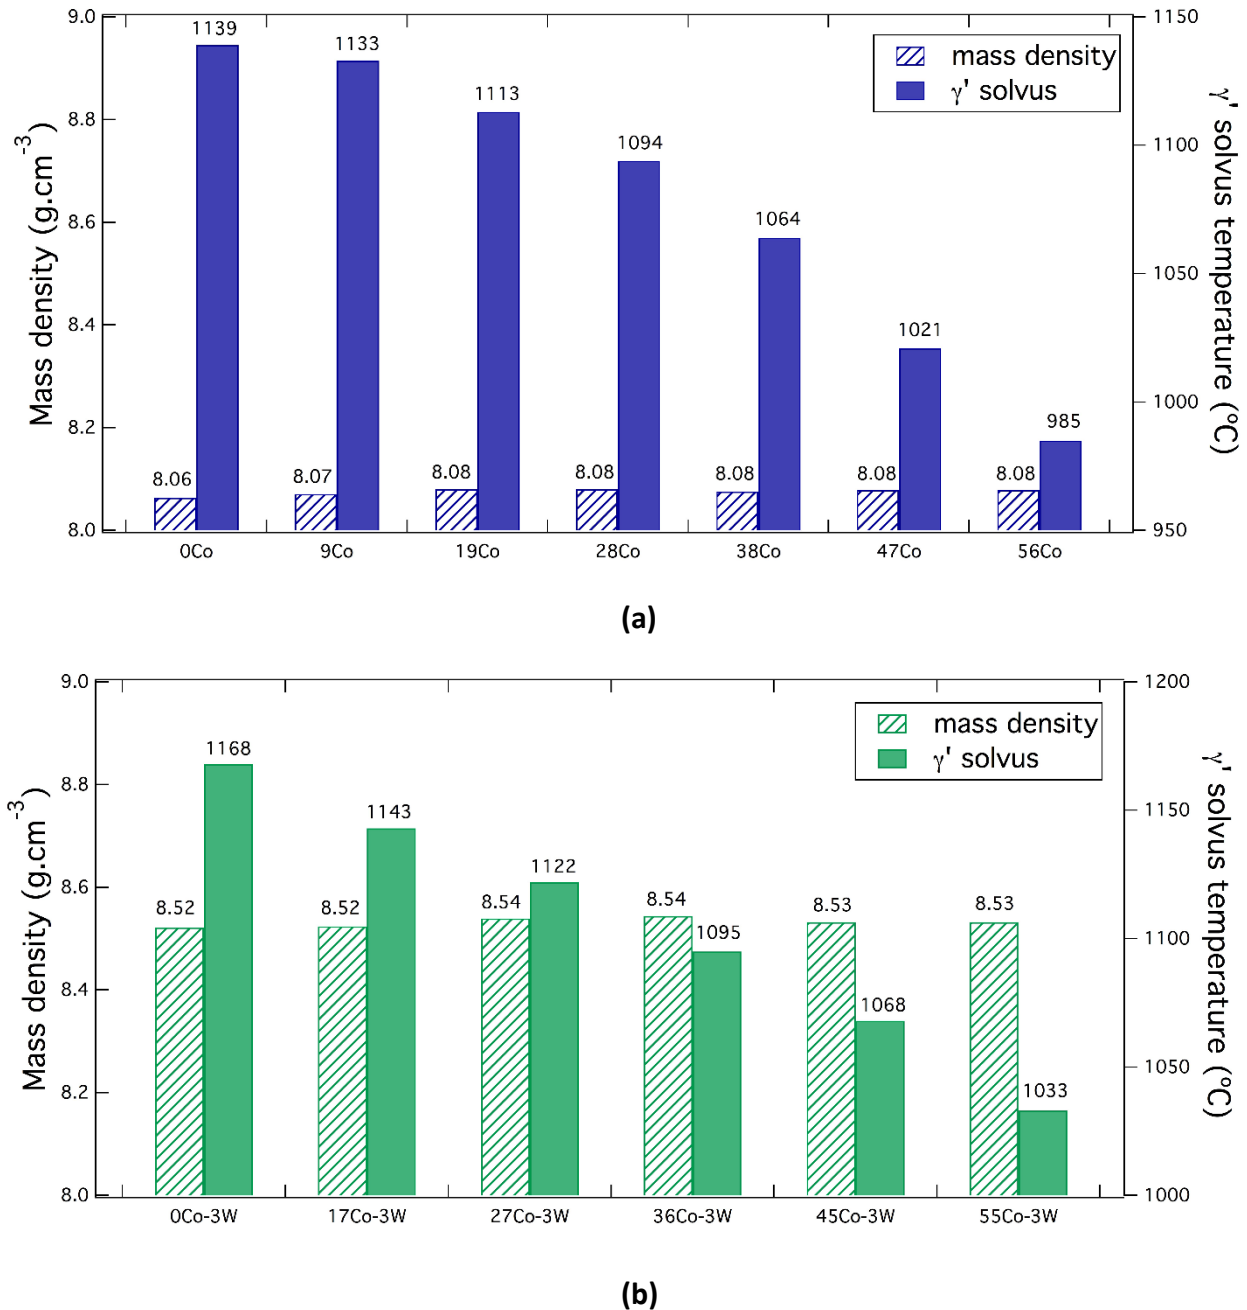 9.0
8.8
8.6
8.4
8.2
8.0
Mass density (g.cm-3)
1139
1133
1113
1094
1064
1021
985
8.06
8.07
8.08
8.08
8.08
8.08
8.08
mass density
γ' solvus
1150
1100
1050
1000
950
γ' solvus temperature (°C)
0Co
9Co
19Co
28Co
38Co
47Co
56Co
(a)
9.0
8.8
8.6
8.4
8.2
8.0
Mass density (g.cm-3)
1168
1143
1122
1095
1068
1033
8.52
8.52
8.54
8.54
8.53
8.53
mass density
γ' solvus
1200
1150
1100
1050
1000
γ' solvus temperature (°C)
0Co-3W
17Co-3W
27Co-3W
36Co-3W
45Co-3W
55Co-3W
(b)